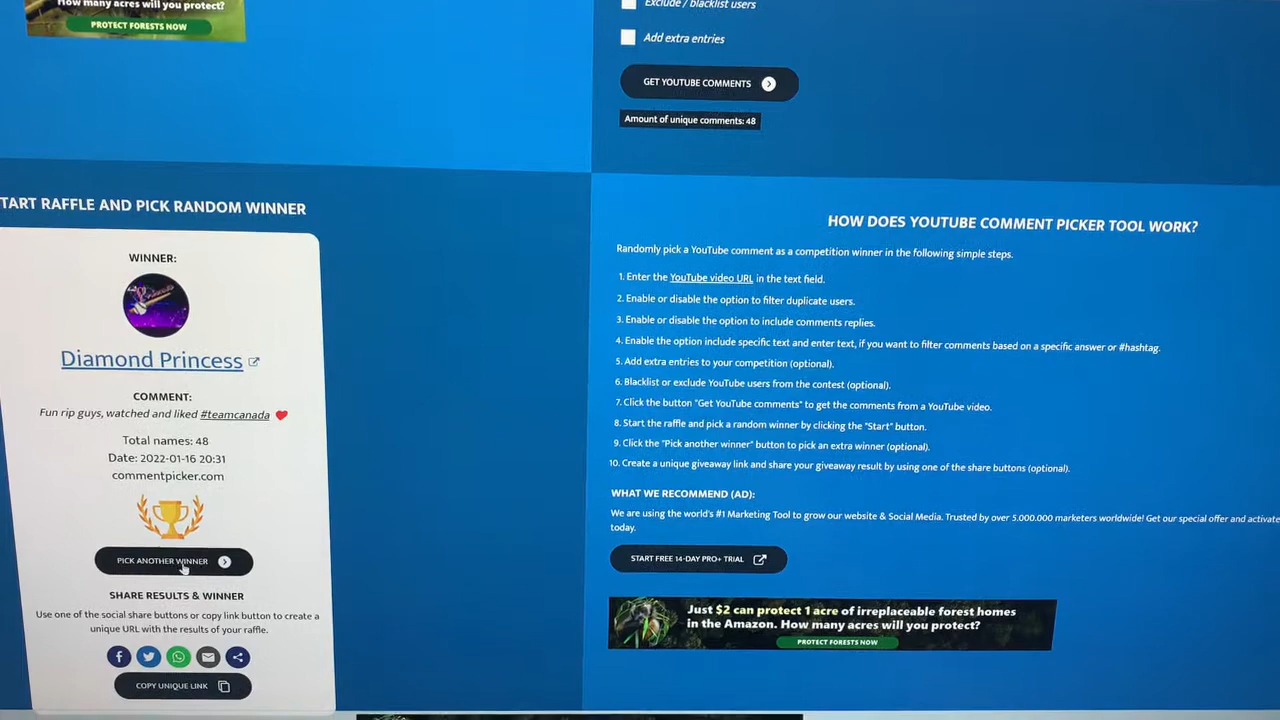 How many acres will you protect?
PROTECT FORESTS NOW
Exclude / blacklist users
Add extra entries
GET YOUTUBE COMMENTS
Amount of unique comments: 48
TART RAFFLE AND PICK RANDOM WINNER
WINNER:
Diamond Princess
COMMENT:
Fun rip guys, watched and liked #teamcanada ❤️
Total names: 48
Date: 2022-01-16 20:31
commentpicker.com
PICK ANOTHER WINNER
SHARE RESULTS & WINNER
Use one of the social share buttons or copy link button to create a
unique URL with the results of your raffle.
COPY UNIQUE LINK
HOW DOES YOUTUBE COMMENT PICKER TOOL WORK?
Randomly pick a YouTube comment as a competition winner in the following simple steps.
1. Enter the YouTube video URL in the text field.
2. Enable or disable the option to filter duplicate users.
3. Enable or disable the option to include comments replies.
4. Enable the option include specific text and enter text, if you want to filter comments based on a specific answer or #hashtag.
5. Add extra entries to your competition (optional).
6. Blacklist or exclude YouTube users from the contest (optional).
7. Click the button "Get YouTube comments" to get the comments from a YouTube video.
8. Start the raffle and pick a random winner by clicking the "Start" button.
9. Click the "Pick another winner" button to pick an extra winner (optional).
10. Create a unique giveaway link and share your giveaway result by using one of the share buttons (optional).
WHAT WE RECOMMEND (AD):
We are using the world's #1 Marketing Tool to grow our website & Social Media. Trusted by over 5.000.000 marketers worldwide! Get our special offer and activate
today.
START FREE 14-DAY PRO+ TRIAL
Just $2 can protect 1 acre of irreplaceable forest homes
in the Amazon. How many acres will you protect?
PROTECT FORESTS NOW